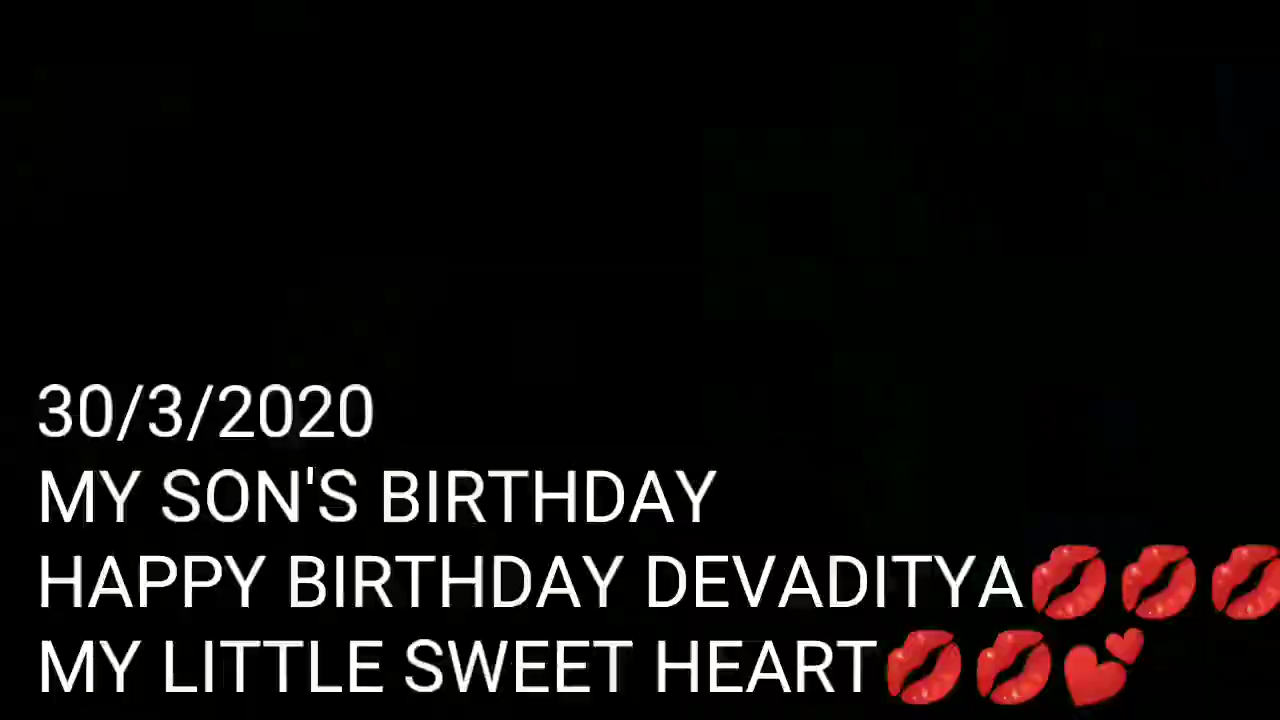 30/3/2020
MY SON'S BIRTHDAY
HAPPY BIRTHDAY DEVADITYA💋💋💋
MY LITTLE SWEET HEART💋💋💕